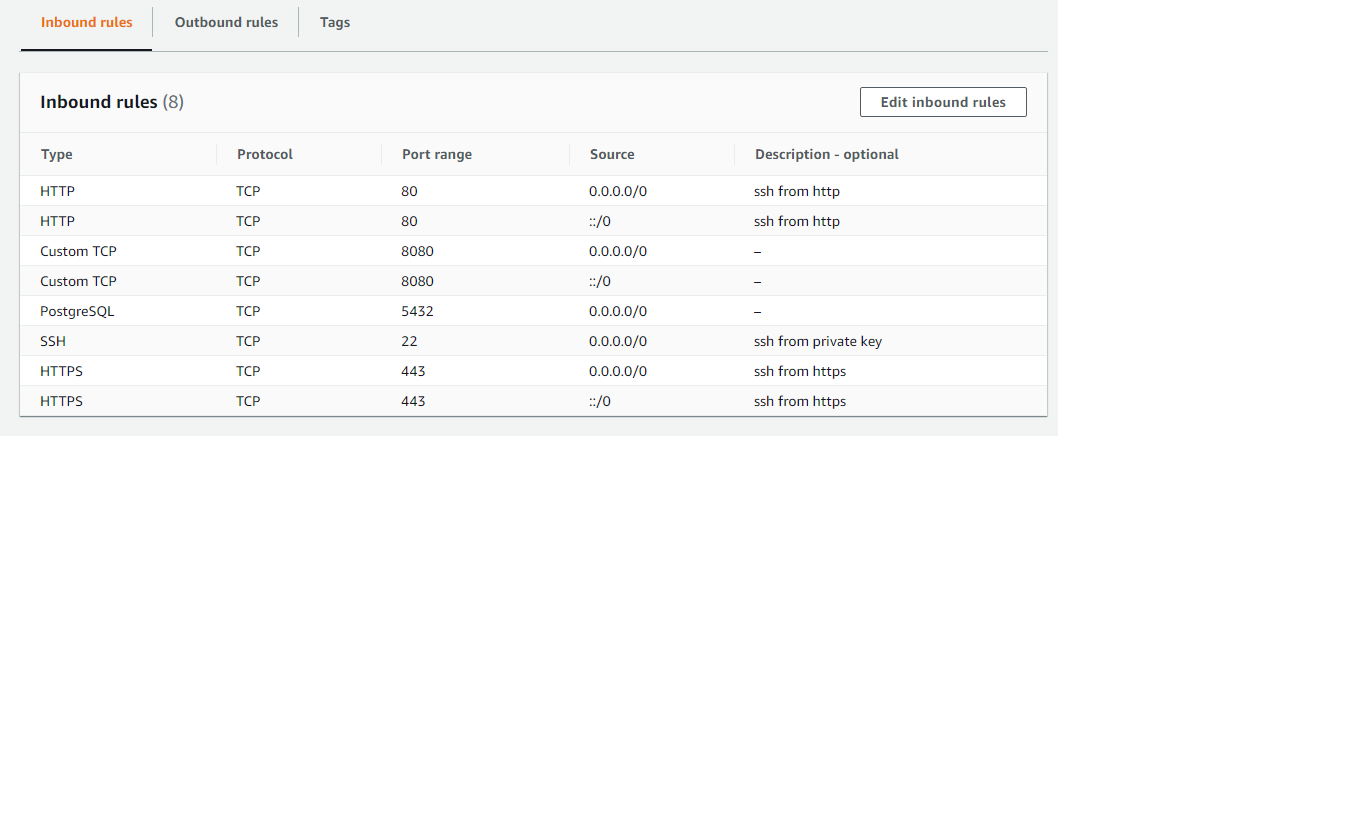 Inbound rules Outbound rules Tags
Inbound rules (8) Edit inbound rules
Type Protocol Port range Source Description - optional
HTTP TCP 80 0.0.0.0/0 ssh from http
HTTP TCP 80 ::/0 ssh from http
Custom TCP TCP 8080 0.0.0.0/0 –
Custom TCP TCP 8080 ::/0 –
PostgreSQL TCP 5432 0.0.0.0/0 –
SSH TCP 22 0.0.0.0/0 ssh from private key
HTTPS TCP 443 0.0.0.0/0 ssh from https
HTTPS TCP 443 ::/0 ssh from https